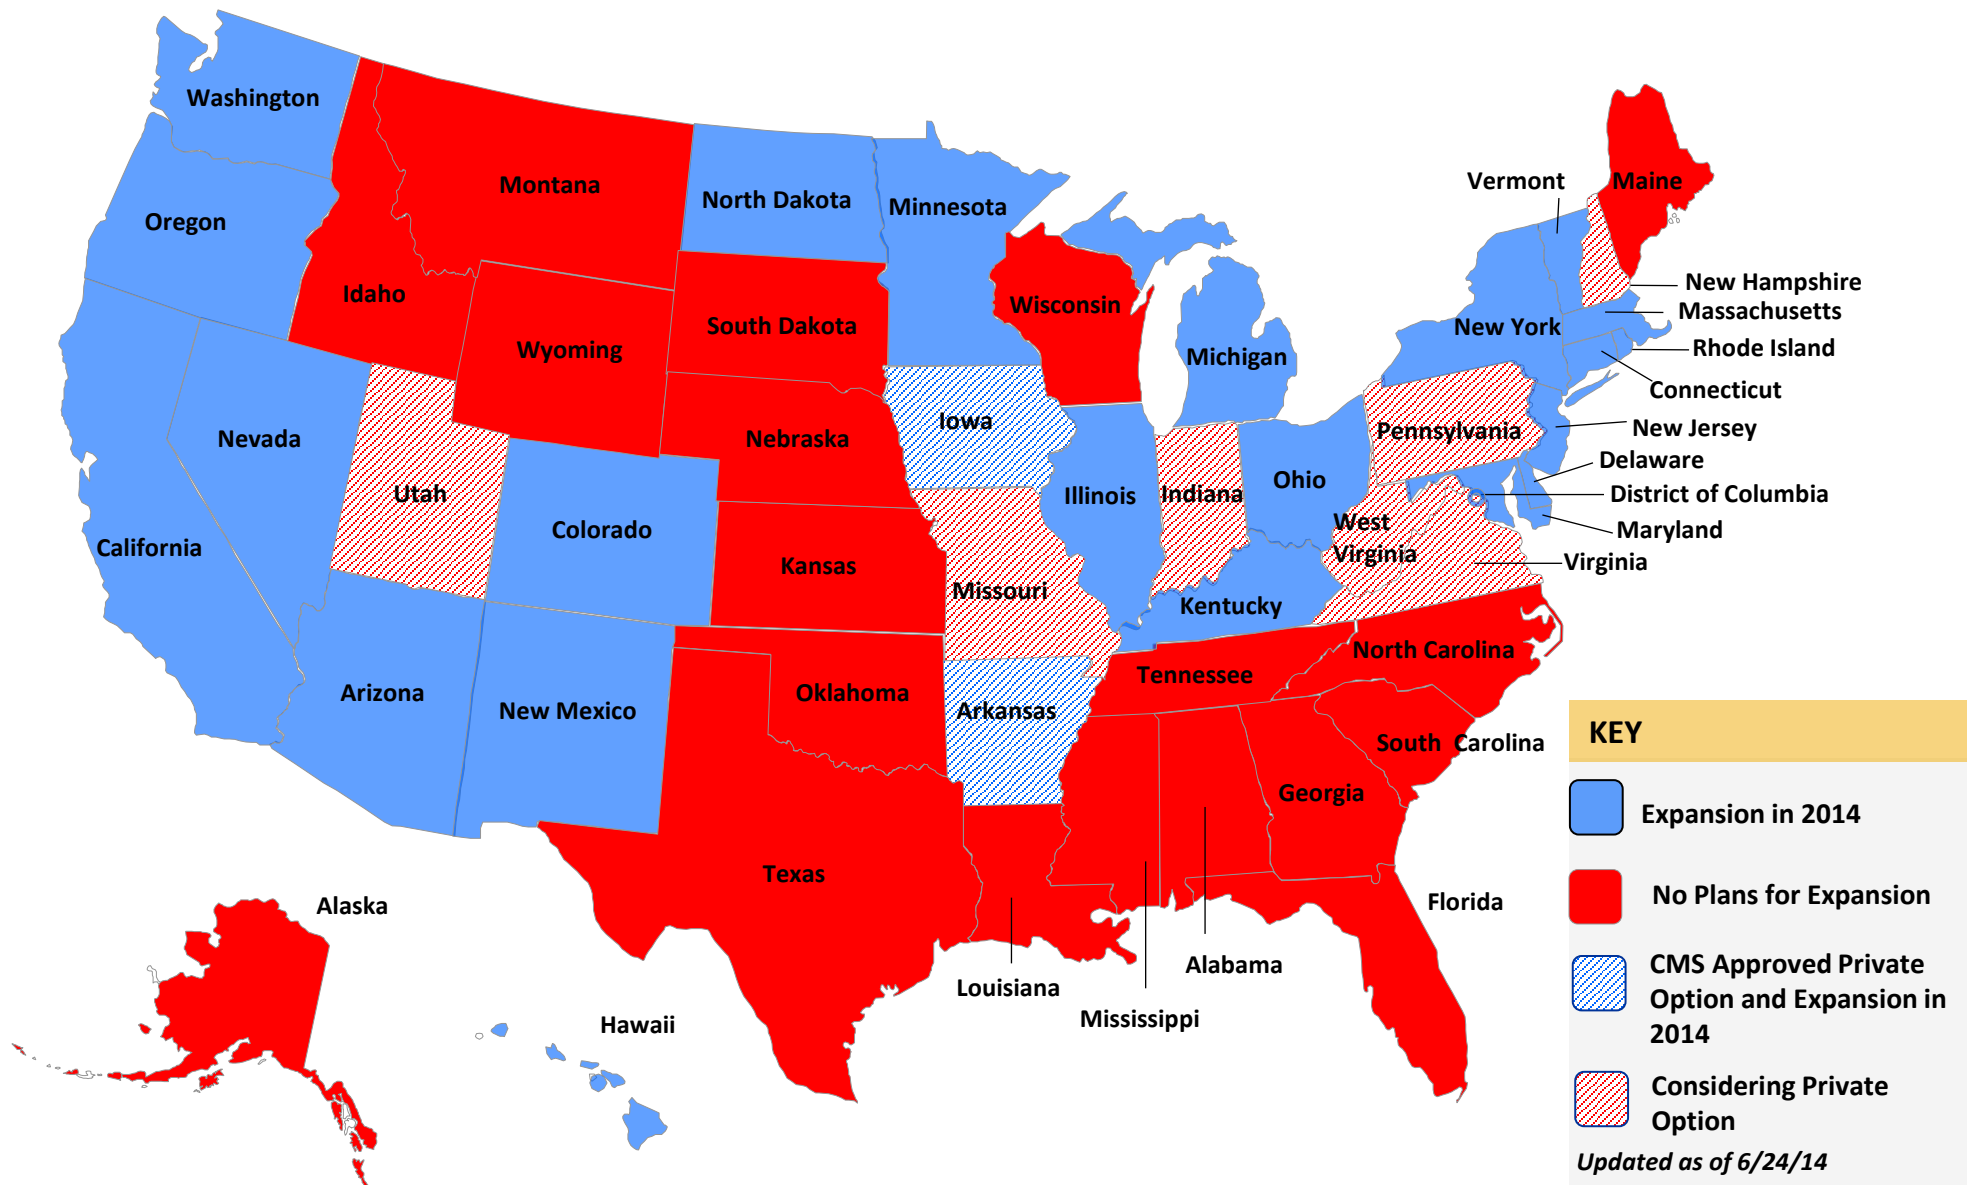 Washington
Montana
North Dakota
Minnesota
Vermont
Maine
Oregon
Idaho
Wisconsin
New Hampshire
Massachusetts
South Dakota
New York
Wyoming
Michigan
Rhode Island
Connecticut
Nevada
Nebraska
Iowa
Pennsylvania
New Jersey
Delaware
Utah
Illinois
Indiana
Ohio
District of Columbia
California
Colorado
West
Virginia
Maryland
Kansas
Virginia
Missouri
Kentucky
North Carolina
Tennessee
Arizona
New Mexico
Oklahoma
Arkansas
South Carolina
Georgia
Texas
Alaska
Florida
Louisiana
Alabama
Mississippi
Hawaii
KEY
Expansion in 2014
No Plans for Expansion
CMS Approved Private
Option and Expansion in
2014
Considering Private
Option
Updated as of 6/24/14